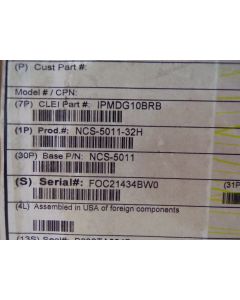 (P) Cust Part #:
Model # / CPN:
(7P) CLEI Part #: IPMDG10BRB
(1P) Prod.#: NCS-5011-32H
(30P) Base P/N: NCS-5011
(S) Serial#: FOC21434BW0
(31P
(4L) Assembled in USA of foreign components